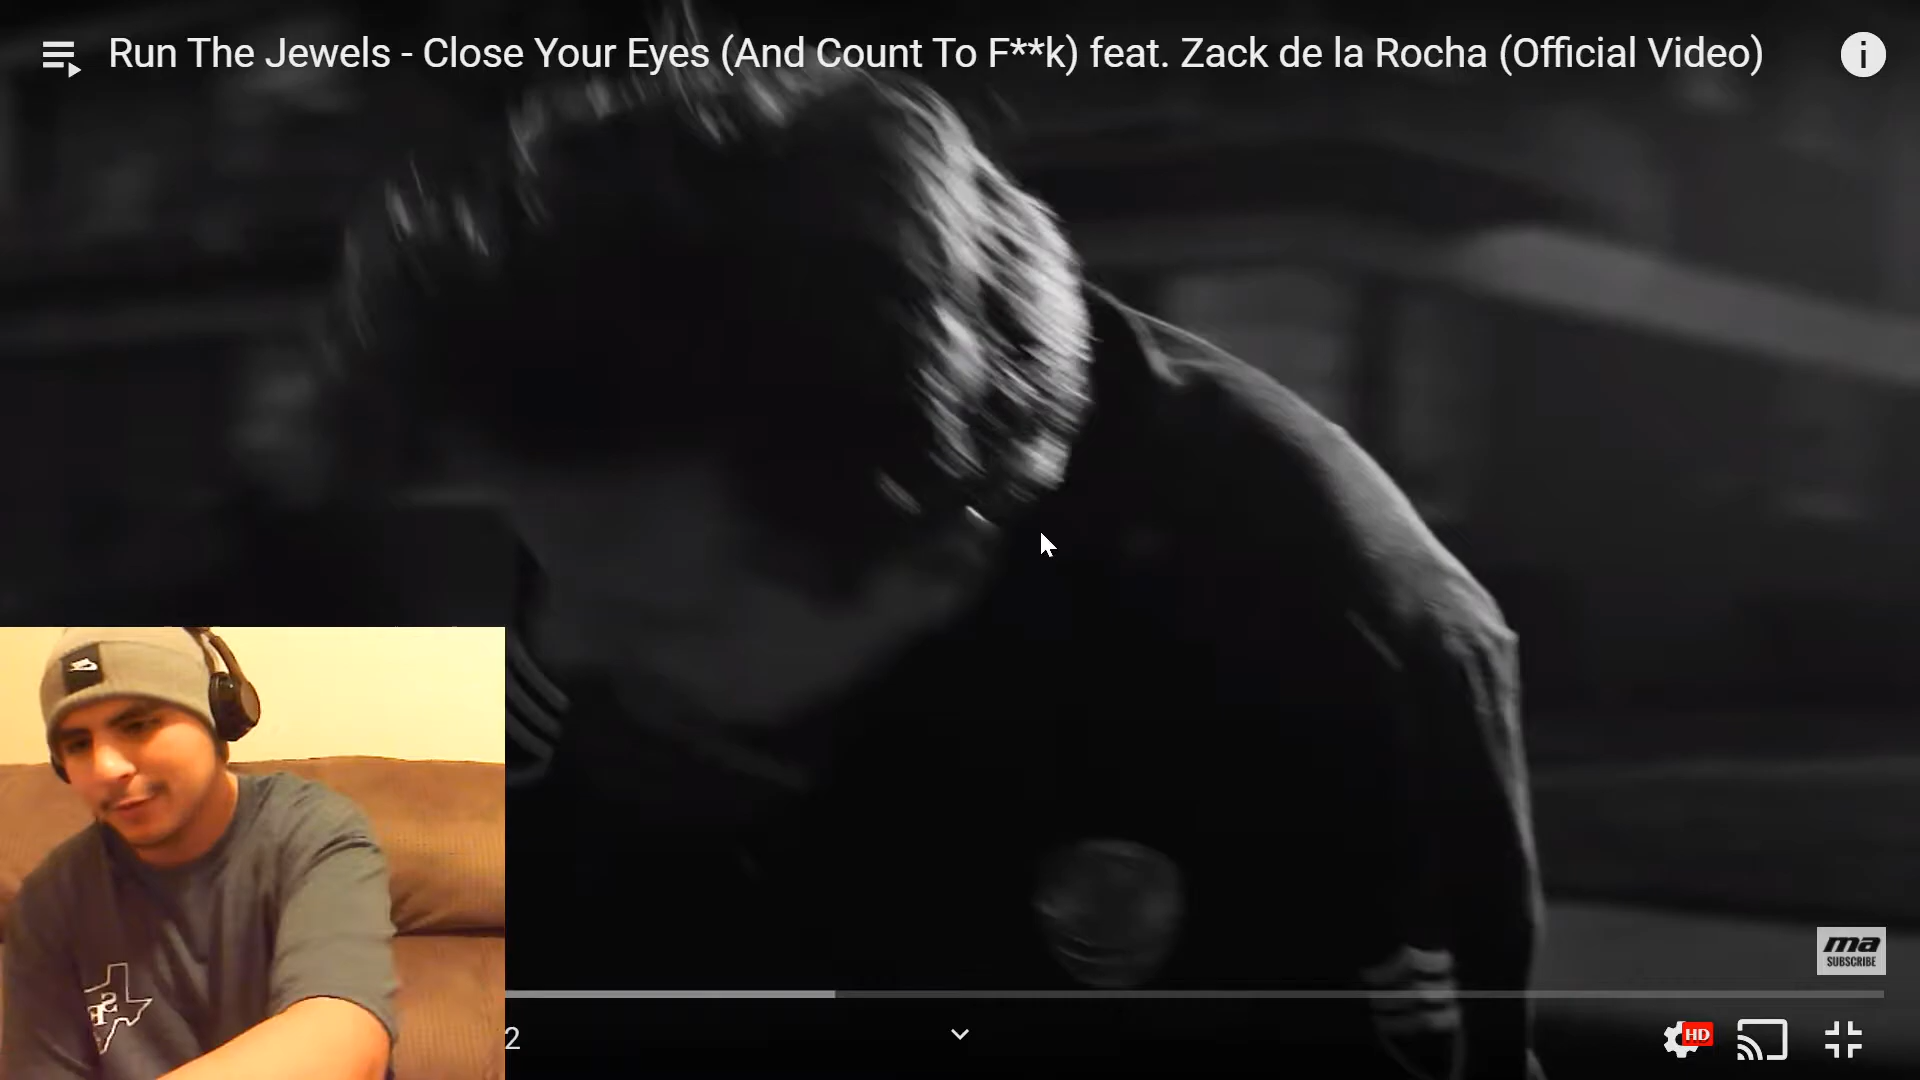 Run The Jewels - Close Your Eyes (And Count To F**k) feat. Zack de la Rocha (Official Video)
ma
SUBSCRIBE
HD
2